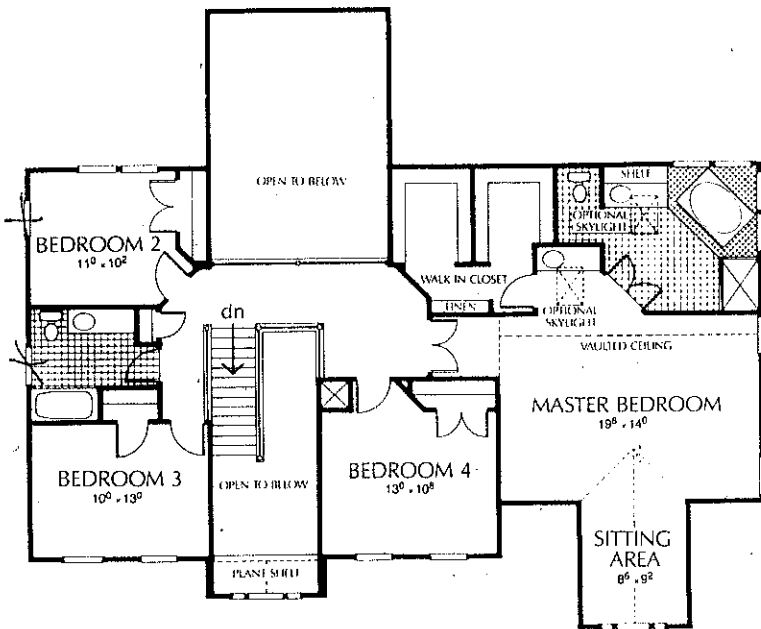 OPEN TO BELOW
SHELF
OPTIONAL
SKYLIGHT
BEDROOM 2
11⁰ x 10²
WALK IN CLOSET
LINEN
OPTIONAL
SKYLIGHT
dn
VAULTED CEILING
MASTER BEDROOM
19⁶ x 14⁰
BEDROOM 3
10⁰ x 13⁰
OPEN TO BELOW
BEDROOM 4
13⁰ x 10⁸
SITTING
AREA
8⁶ x 9²
PLANT SHELF